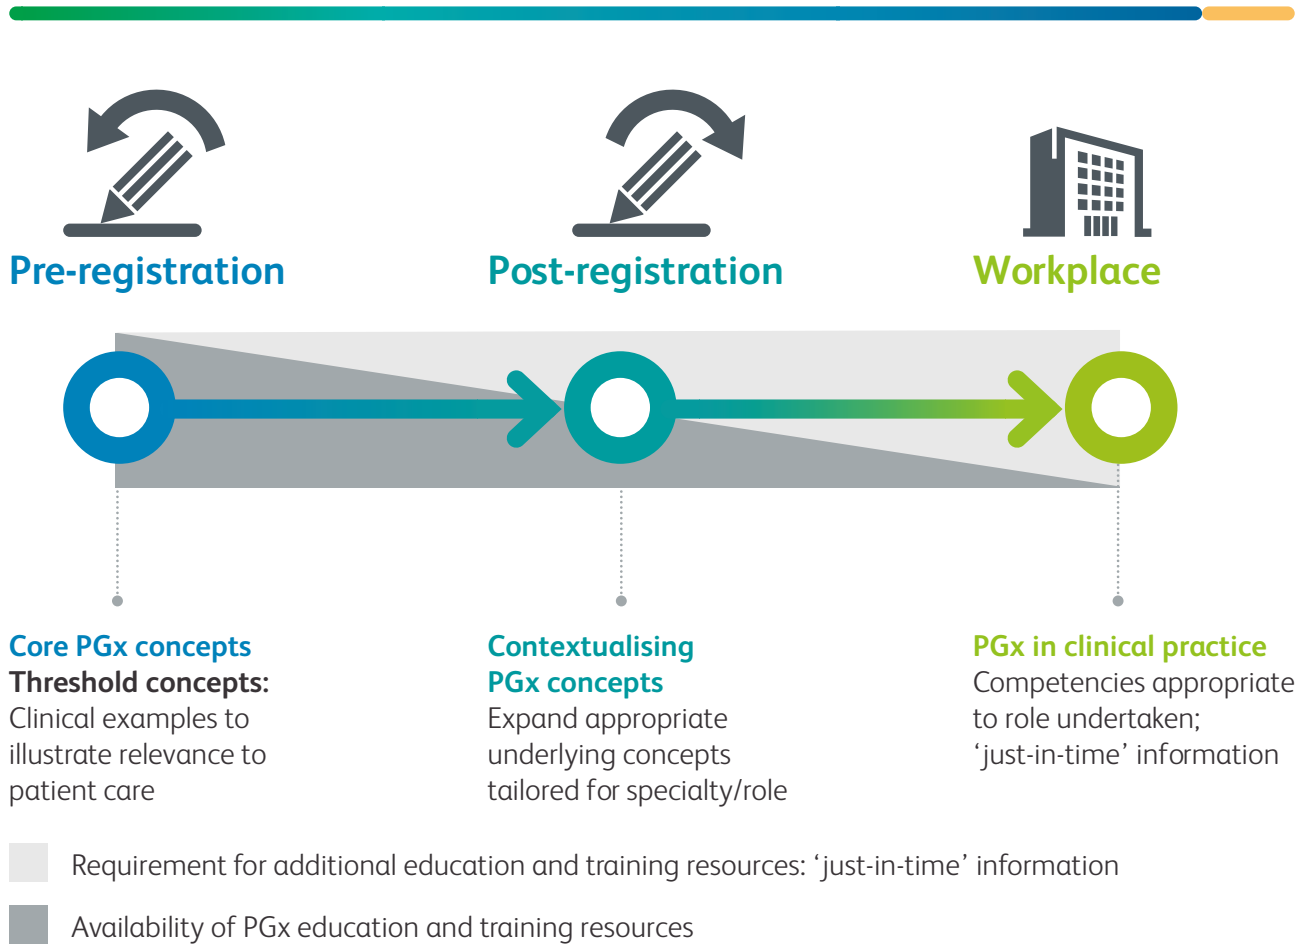 Pre-registration
Post-registration
Workplace
Core PGx concepts
Threshold concepts:
Clinical examples to
illustrate relevance to
patient care
Contextualising
PGx concepts
Expand appropriate
underlying concepts
tailored for specialty/role
PGx in clinical practice
Competencies appropriate
to role undertaken;
‘just-in-time’ information
Requirement for additional education and training resources: ‘just-in-time’ information
Availability of PGx education and training resources